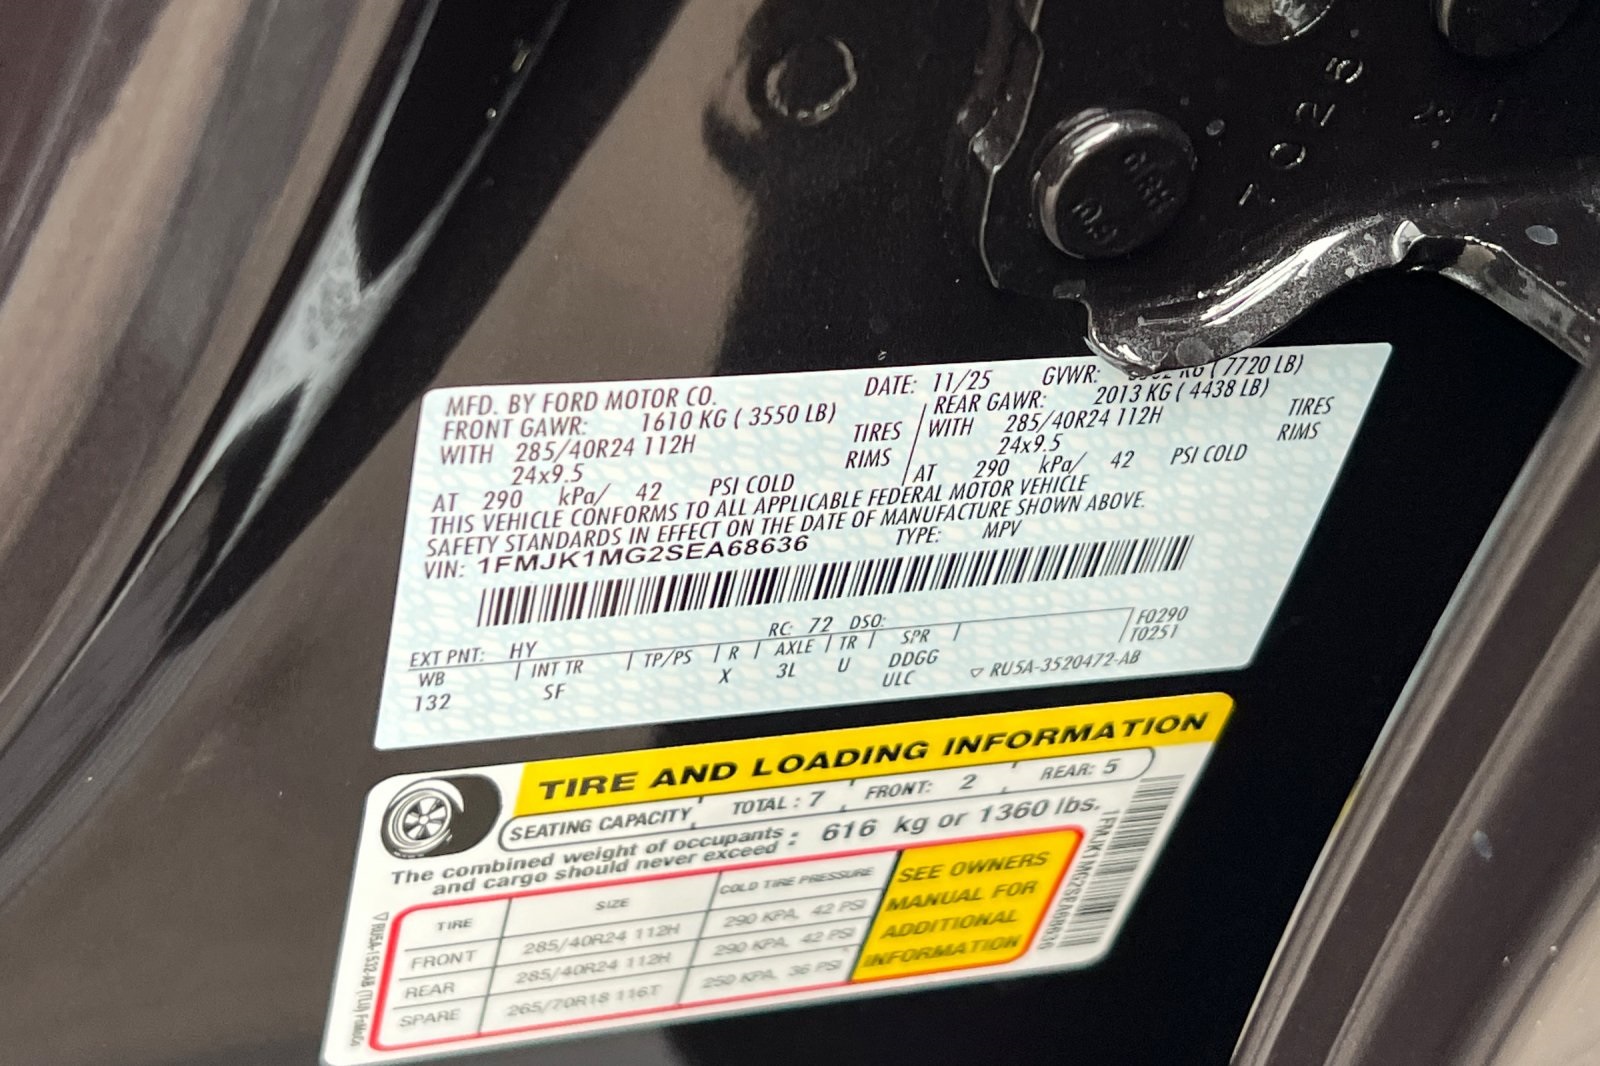 MFD. BY FORD MOTOR CO. DATE: 11/25 GVWR: KG ( 7720 LB)
FRONT GAWR: 1610 KG ( 3550 LB) REAR GAWR: 2013 KG ( 4438 LB)
WITH 285/40R24 112H TIRES WITH 285/40R24 112H TIRES
24x9.5 RIMS 24x9.5 RIMS
AT 290 kPa/ 42 PSI COLD AT 290 kPa/ 42 PSI COLD
THIS VEHICLE CONFORMS TO ALL APPLICABLE FEDERAL MOTOR VEHICLE
SAFETY STANDARDS IN EFFECT ON THE DATE OF MANUFACTURE SHOWN ABOVE.
VIN: 1FMJK1MG2SEA68636 TYPE: MPV
EXT PNT: HY RC: 72 DSO: F0290
WB INT TR TP/PS R AXLE TR SPR T0251
132 SF X 3L U DDGG
ULC ▽ RU5A-3520472-AB
TIRE AND LOADING INFORMATION
SEATING CAPACITY TOTAL : 7 FRONT: 2 REAR: 5
The combined weight of occupants : 616 kg or 1360 lbs.
and cargo should never exceed :
TIRE SIZE COLD TIRE PRESSURE
FRONT 285/40R24 112H 290 KPA, 42 PSI
REAR 285/40R24 112H 290 KPA, 42 PSI
SPARE 265/70R18 116T 250 KPA, 36 PSI
SEE OWNERS
MANUAL FOR
ADDITIONAL
INFORMATION
1FMJK1MG2SEA68636
10.9